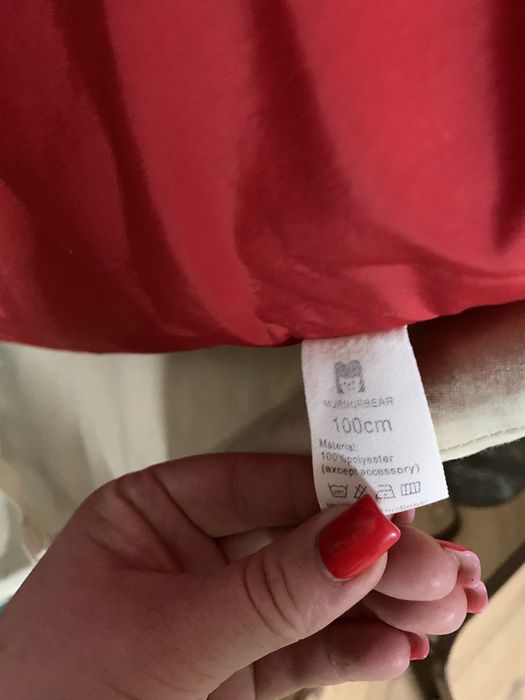 MURMURBEAR
100cm
Material:
100%polyester
(except accessory)